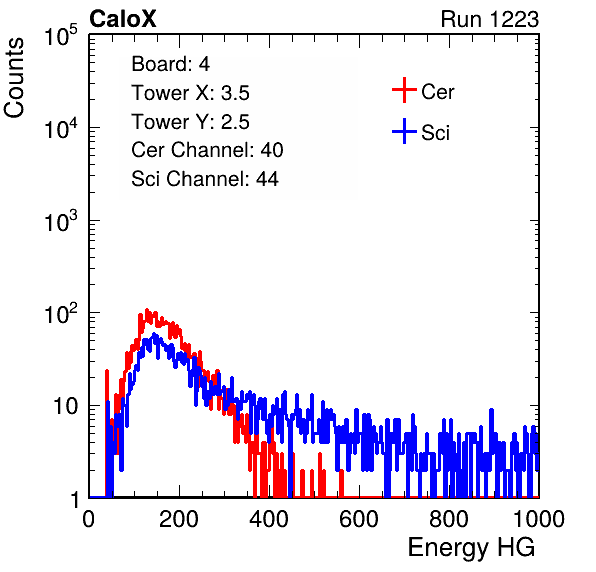 CaloX Run 1223
Counts
10^5
10^4
10^3
10^2
10
1
Board: 4
Tower X: 3.5
Tower Y: 2.5
Cer Channel: 40
Sci Channel: 44
Cer
Sci
0 200 400 600 800 1000
Energy HG